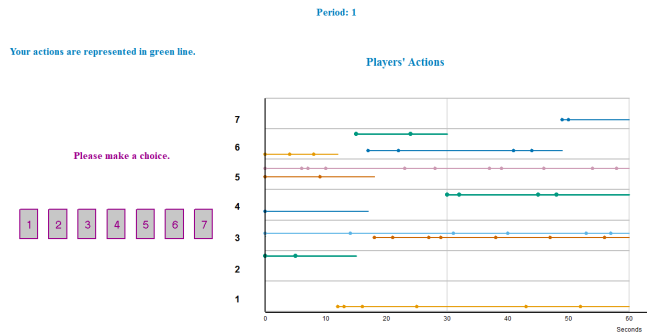 Period: 1
Your actions are represented in green line.
Players' Actions
Please make a choice.
1 2 3 4 5 6 7
7
6
5
4
3
2
1
0 10 20 30 40 50 60
Seconds